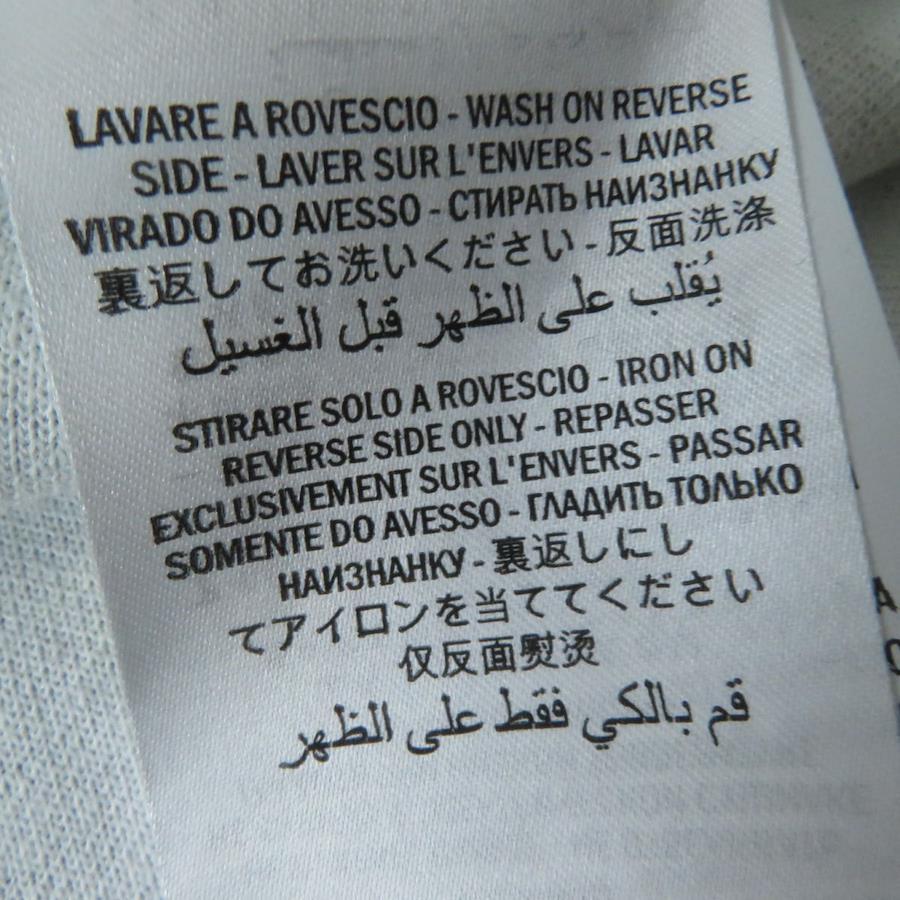 LAVARE A ROVESCIO - WASH ON REVERSE
SIDE - LAVER SUR L'ENVERS - LAVAR
VIRADO DO AVESSO - СТИРАТЬ НАИЗНАНКУ
裏返してお洗いください - 反面洗涤
يُقلب على الظهر قبل الغسيل
STIRARE SOLO A ROVESCIO - IRON ON
REVERSE SIDE ONLY - REPASSER
EXCLUSIVEMENT SUR L'ENVERS - PASSAR
SOMENTE DO AVESSO - ГЛАДИТЬ ТОЛЬКО
НАИЗНАНКУ - 裏返しにし
てアイロンを当ててください
仅反面熨烫
قم بالكي فقط على الظهر